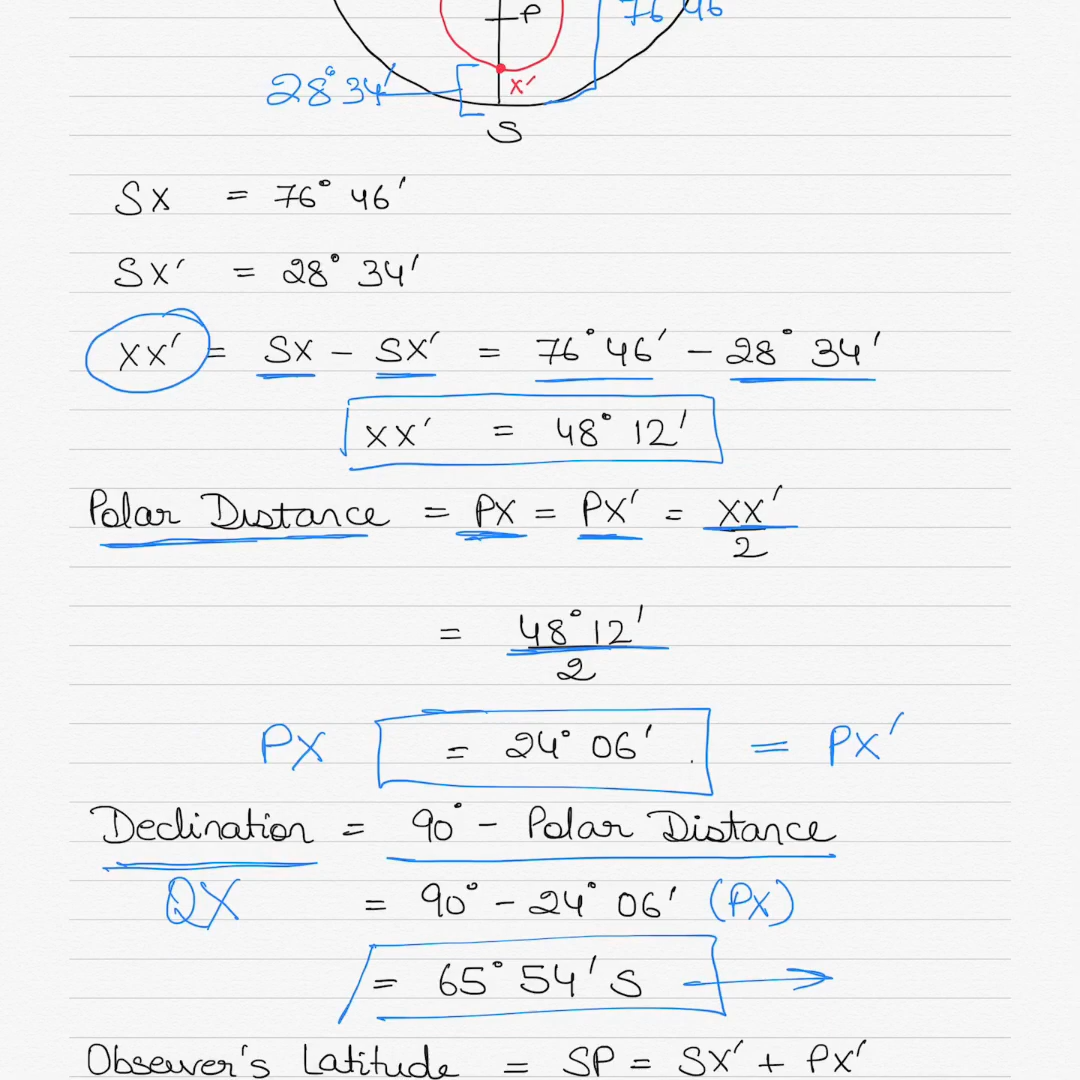 P 76 46
28° 34' X'
S
SX = 76° 46'
SX' = 28° 34'
XX' = SX - SX' = 76° 46' - 28° 34'
XX' = 48° 12'
Polar Distance = PX = PX' = XX'/2
= 48° 12'/2
PX = 24° 06' = PX'
Declination = 90° - Polar Distance
QX = 90° - 24° 06' (PX)
= 65° 54' S
Observer's Latitude = SP = SX' + PX'